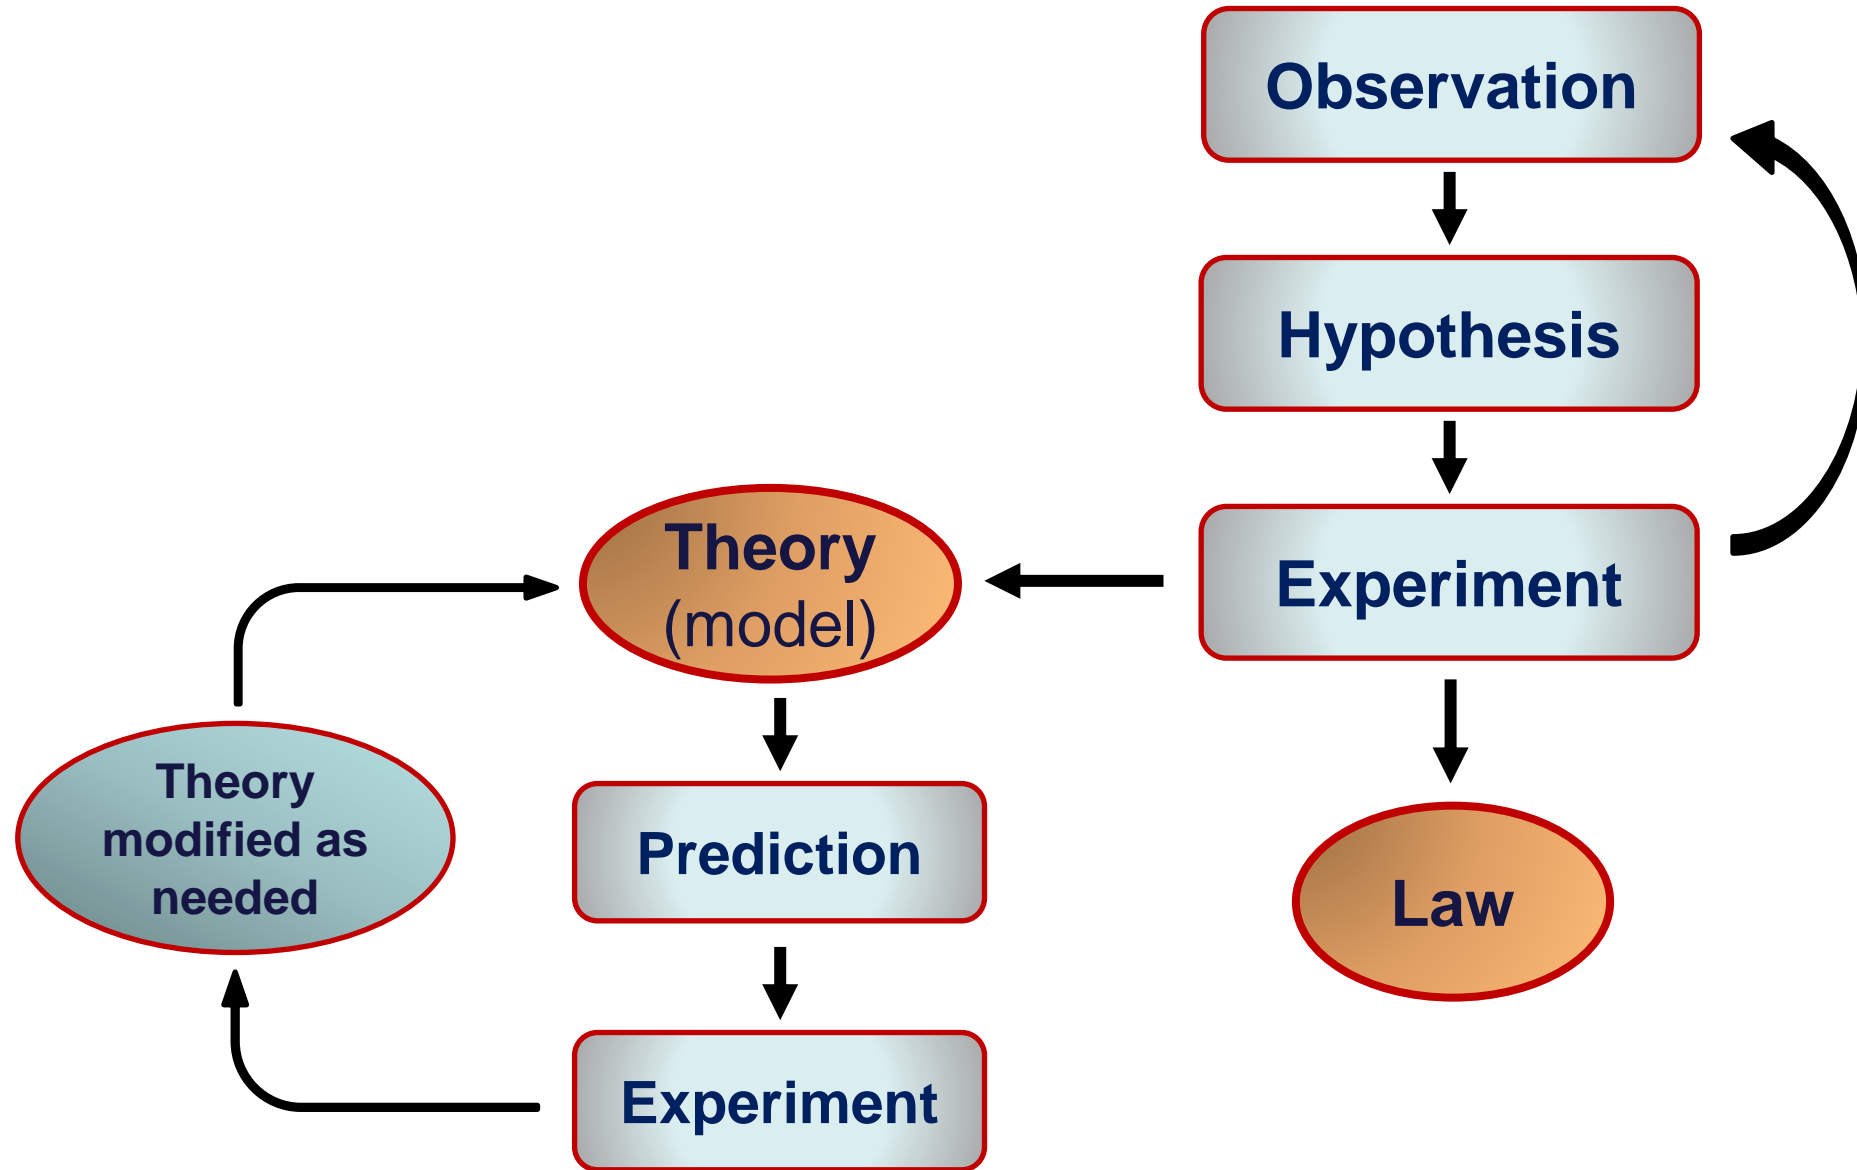 Observation
Hypothesis
Experiment
Theory
(model)
Prediction
Experiment
Theory
modified as
needed
Law